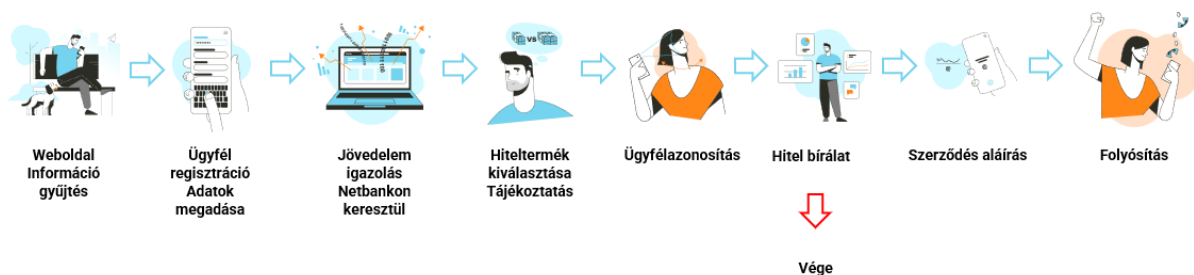 VS
Weboldal
Információ
gyűjtés
Ügyfél
regisztráció
Adatok
megadása
Jövedelem
igazolás
Netbankon
keresztül
Hiteltermék
kiválasztása
Tájékoztatás
Ügyfélazonosítás
Hitel bírálat
Szerződés aláírás
Folyósítás
Vége